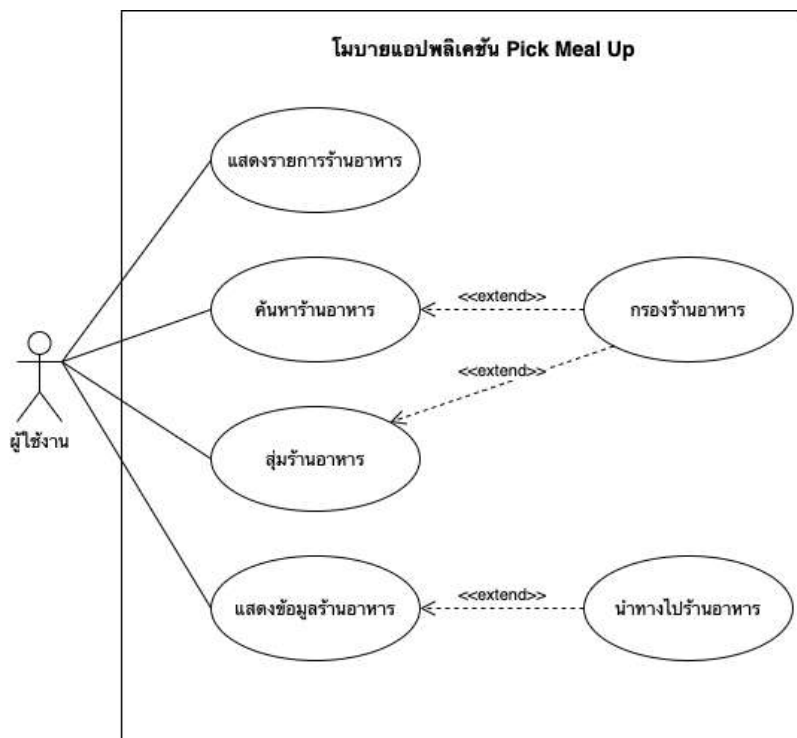 โมบายแอปพลิเคชัน Pick Meal Up
แสดงรายการร้านอาหาร
ค้นหาร้านอาหาร
<<extend>>
กรองร้านอาหาร
<<extend>>
ผู้ใช้งาน
สุ่มร้านอาหาร
แสดงข้อมูลร้านอาหาร
<<extend>>
นำทางไปร้านอาหาร